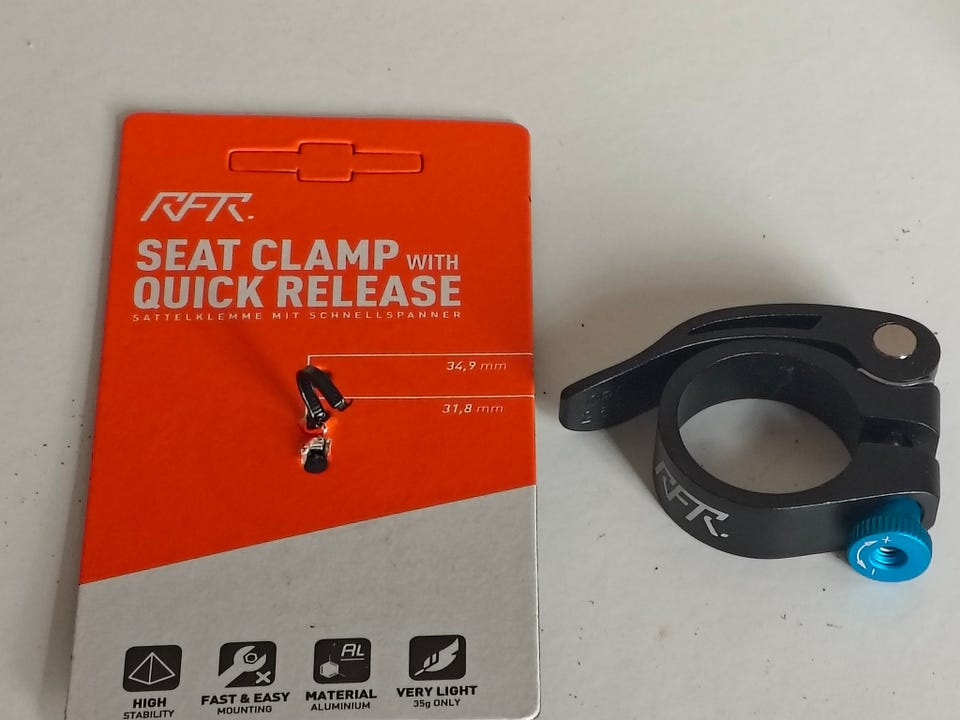 RFR.
SEAT CLAMP WITH
QUICK RELEASE
SATTELKLEMME MIT SCHNELLSPANNER
34,9 mm
31,8 mm
HIGH
STABILITY
FAST & EASY
MOUNTING
AL
MATERIAL
ALUMINIUM
VERY LIGHT
35g ONLY
RFR.
+
-